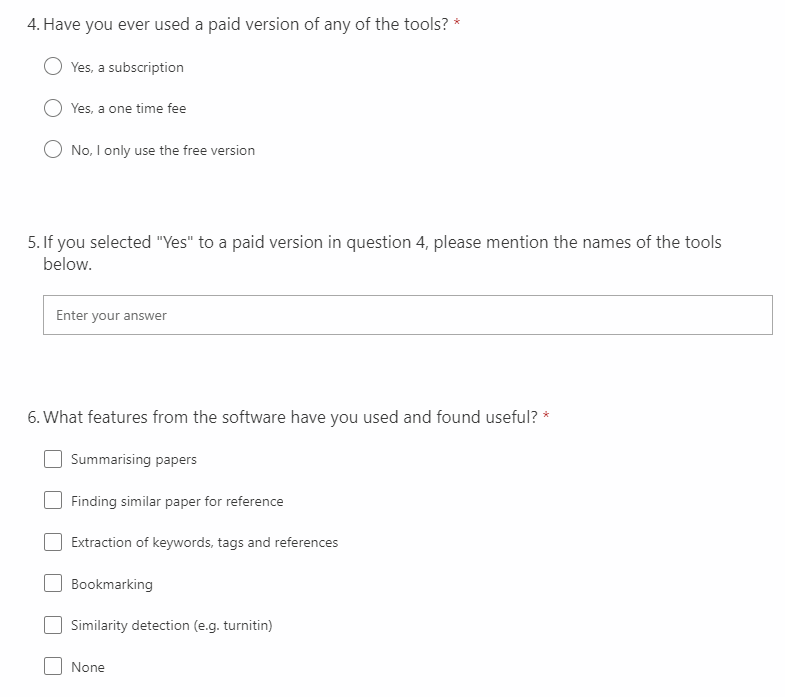 4. Have you ever used a paid version of any of the tools? *
Yes, a subscription
Yes, a one time fee
No, I only use the free version
5. If you selected "Yes" to a paid version in question 4, please mention the names of the tools
below.
Enter your answer
6. What features from the software have you used and found useful? *
Summarising papers
Finding similar paper for reference
Extraction of keywords, tags and references
Bookmarking
Similarity detection (e.g. turnitin)
None